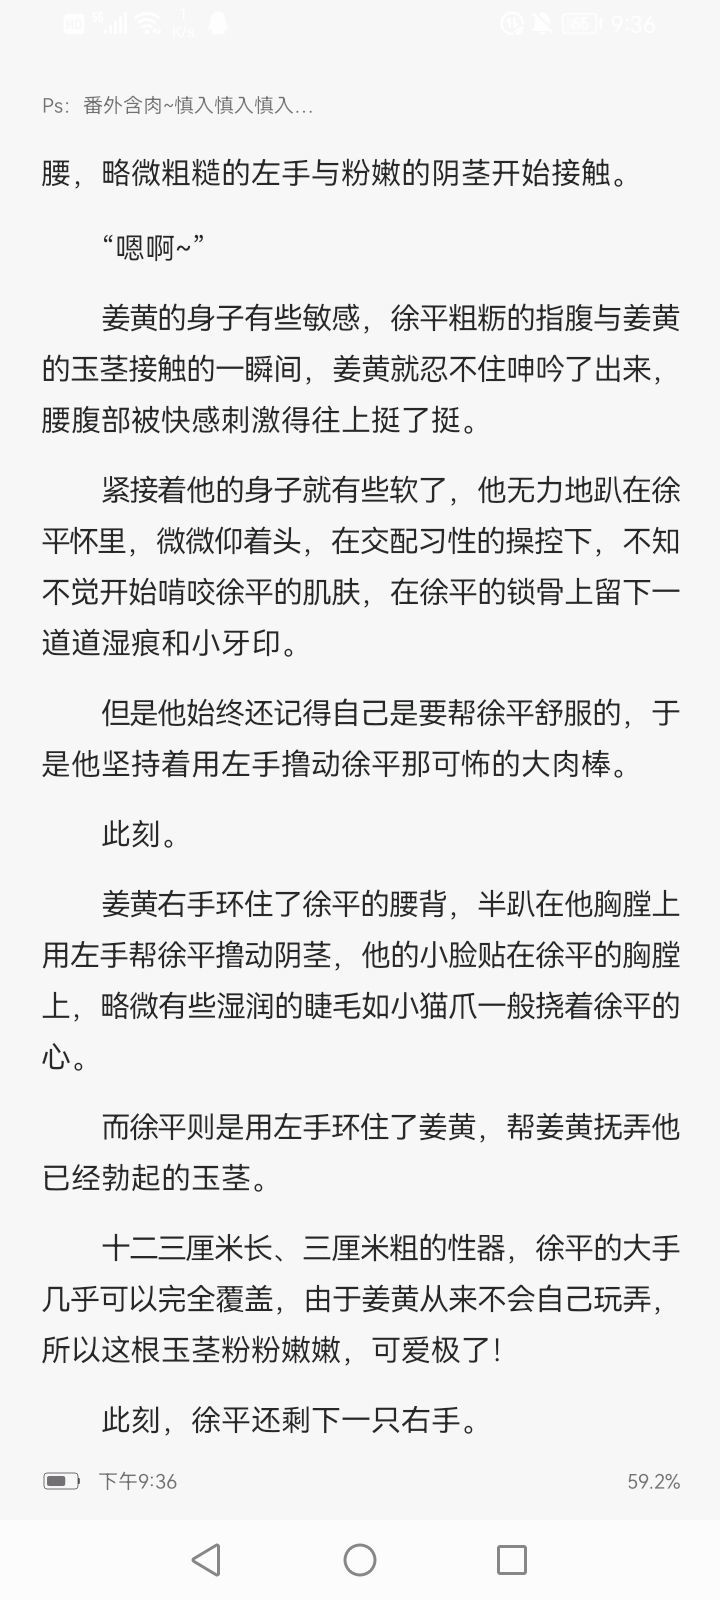 HD 5G 1 K/s 65 9:36
Ps：番外含肉~慎入慎入慎入...
腰，略微粗糙的左手与粉嫩的阴茎开始接触。
“嗯啊~”
姜黄的身子有些敏感，徐平粗粝的指腹与姜黄
的玉茎接触的一瞬间，姜黄就忍不住呻吟了出来，
腰腹部被快感刺激得往上挺了挺。
紧接着他的身子就有些软了，他无力地趴在徐
平怀里，微微仰着头，在交配习性的操控下，不知
不觉开始啃咬徐平的肌肤，在徐平的锁骨上留下一
道道湿痕和小牙印。
但是他始终还记得自己是要帮徐平舒服的，于
是他坚持着用左手撸动徐平那可怖的大肉棒。
此刻。
姜黄右手环住了徐平的腰背，半趴在他胸膛上
用左手帮徐平撸动阴茎，他的小脸贴在徐平的胸膛
上，略微有些湿润的睫毛如小猫爪一般挠着徐平的
心。
而徐平则是用左手环住了姜黄，帮姜黄抚弄他
已经勃起的玉茎。
十二三厘米长、三厘米粗的性器，徐平的大手
几乎可以完全覆盖，由于姜黄从来不会自己玩弄，
所以这根玉茎粉粉嫩嫩，可爱极了！
此刻，徐平还剩下一只右手。
下午9:36 59.2%